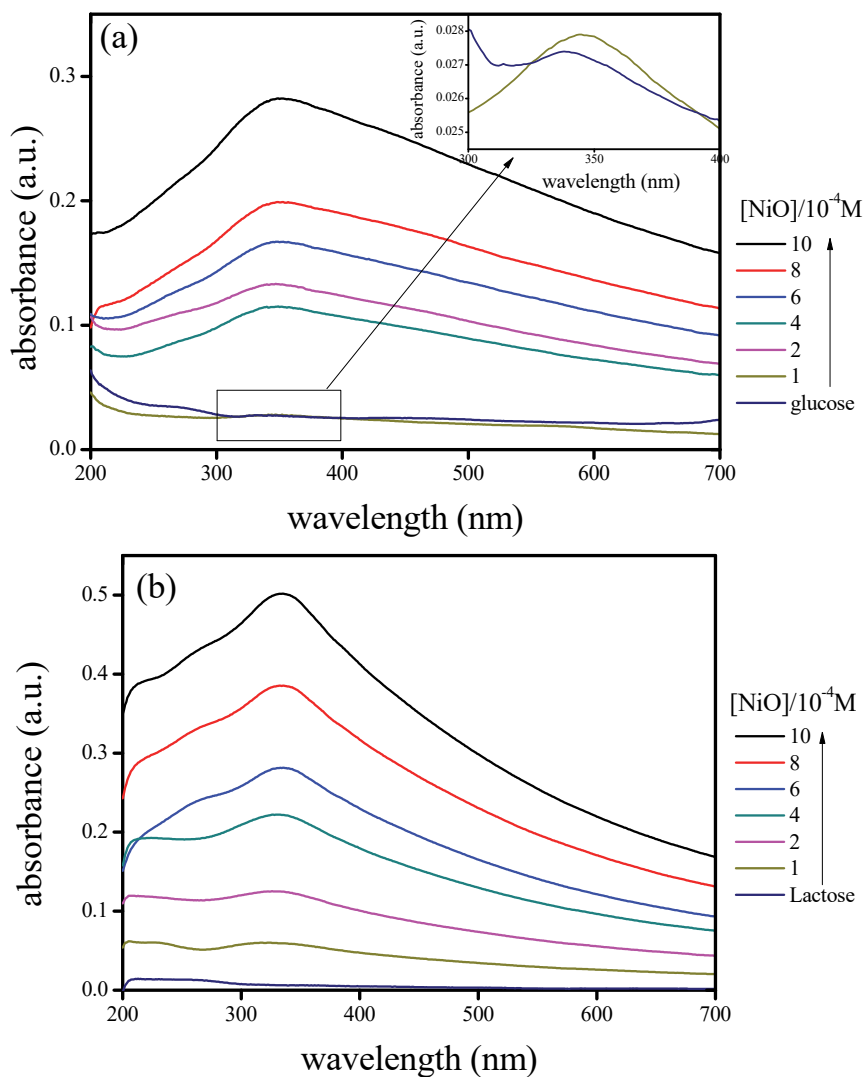 (a)
absorbance (a.u.)
0.3
0.2
0.1
0.0
200 300 400 500 600 700
wavelength (nm)
absorbance (a.u.)
0.028
0.027
0.026
0.025
300 350 400
wavelength (nm)
[NiO]/10⁻⁴M
10
8
6
4
2
1
glucose
(b)
absorbance (a.u.)
0.5
0.4
0.3
0.2
0.1
0.0
200 300 400 500 600 700
wavelength (nm)
[NiO]/10⁻⁴M
10
8
6
4
2
1
Lactose